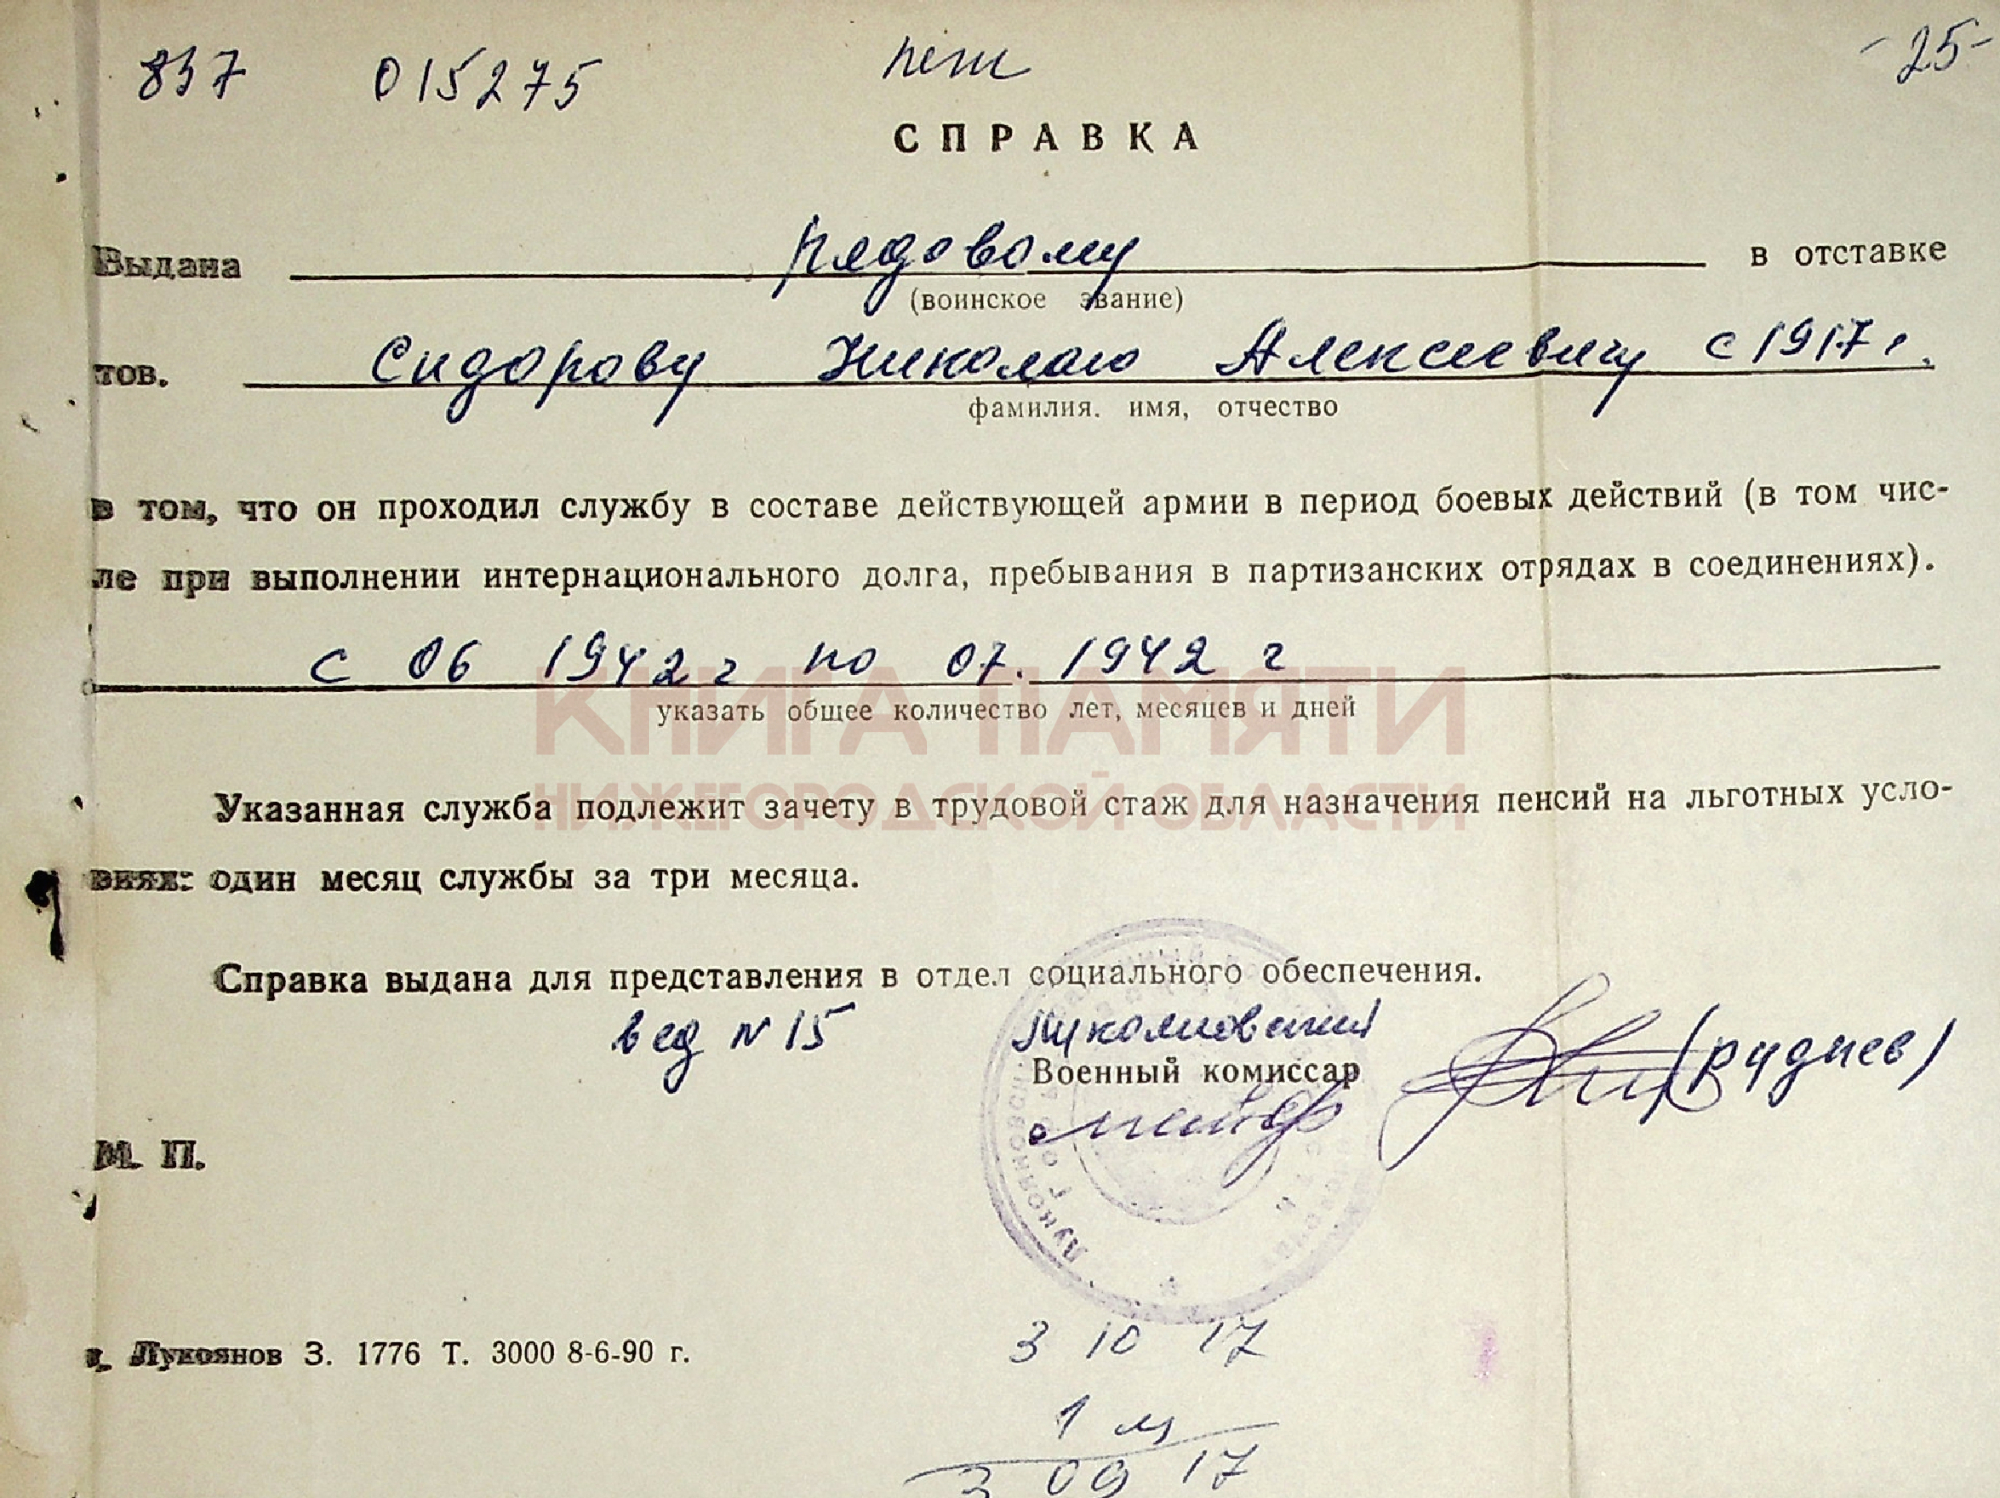 837 015275 -25-
СПРАВКА
Выдана рядовому в отставке
(воинское звание)
тов. Сидорову Николаю Алексеевичу с 1917 г.
фамилия. имя, отчество
в том, что он проходил службу в составе действующей армии в период боевых действий (в том чис-
ле при выполнении интернационального долга, пребывания в партизанских отрядах в соединениях).
с 06 1942 г по 07. 1942 г
КНИГА ПАМЯТИ
указать общее количество лет, месяцев и дней
Указанная служба подлежит зачету в трудовой стаж для назначения пенсий на льготных усло-
НИЖЕГОРОДСКОЙ ОБЛАСТИ
виях: один месяц службы за три месяца.
Справка выдана для представления в отдел социального обеспечения.
вед № 15 Лукояновский
Военный комиссар (Руднев)
М. П.
г. Лукоянов З. 1776 Т. 3000 8-6-90 г.
3 10 17
1 м
3 09 17